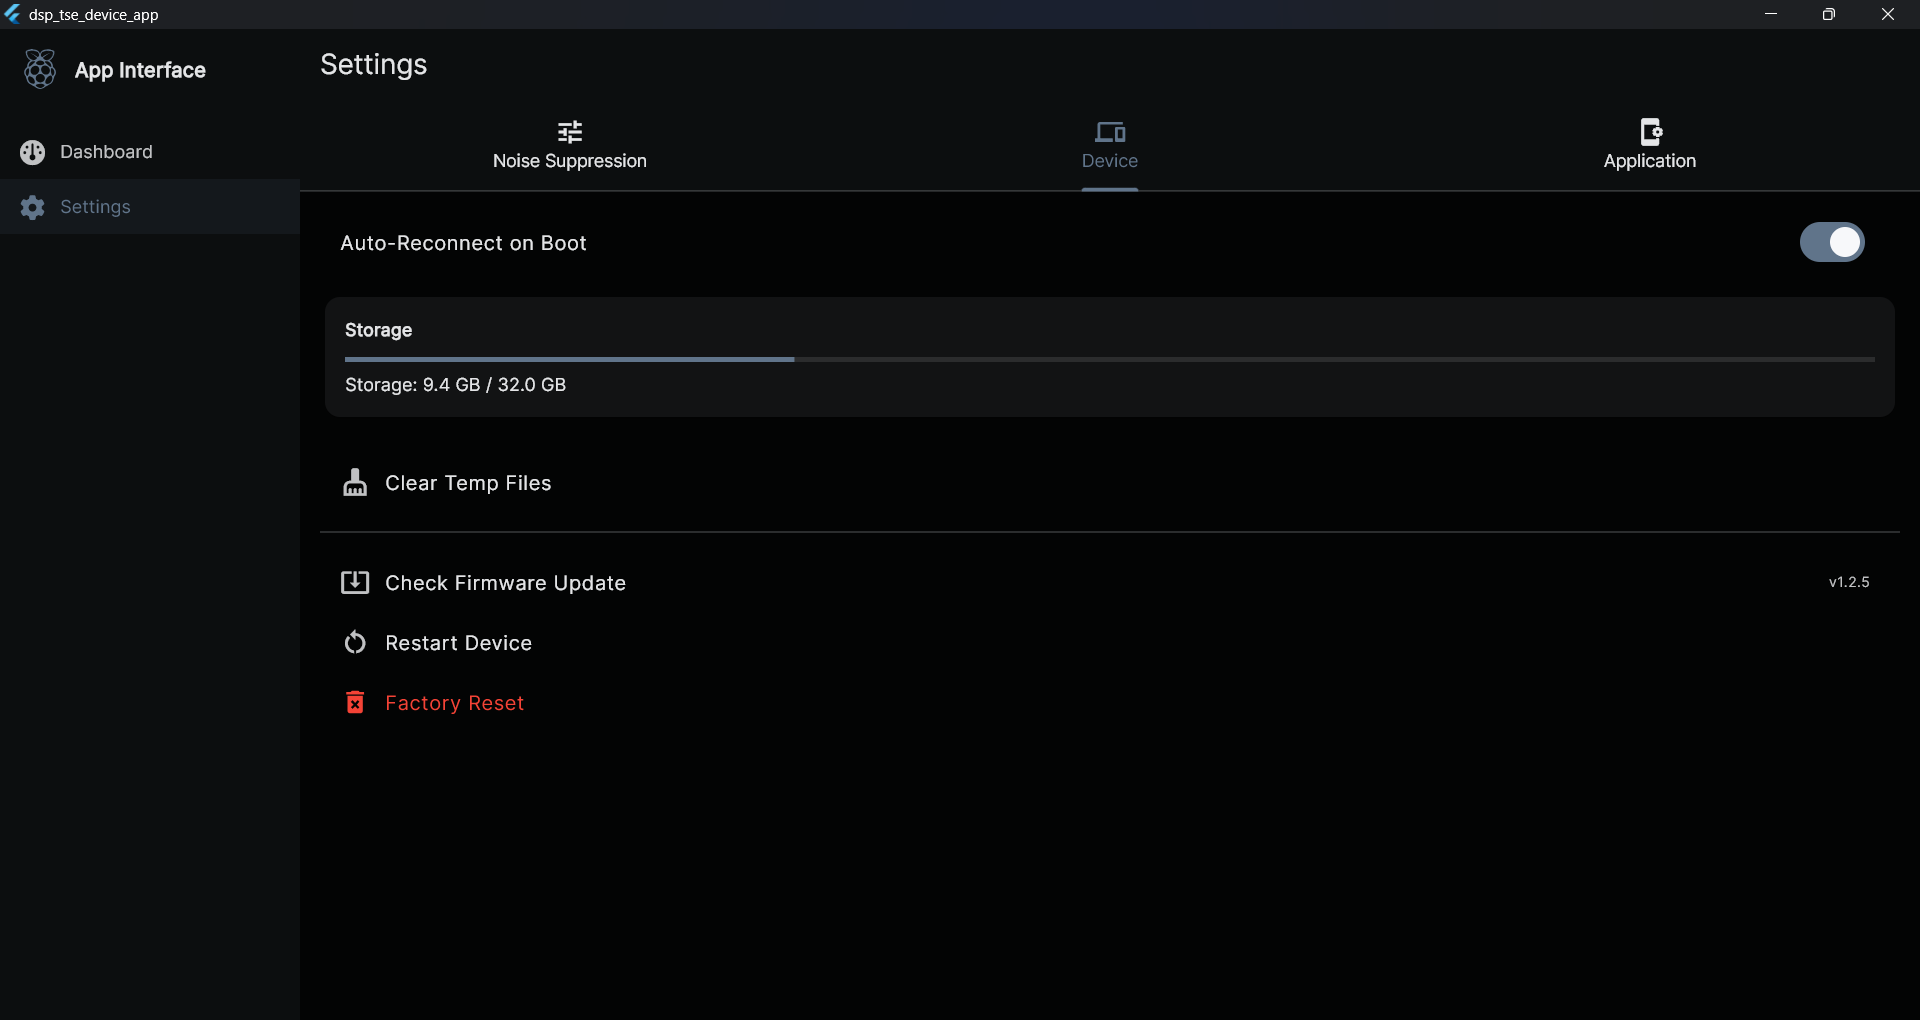 dsp_tse_device_app
App Interface
Settings
Dashboard
Settings
Noise Suppression
Device
Application
Auto-Reconnect on Boot
Storage
Storage: 9.4 GB / 32.0 GB
Clear Temp Files
Check Firmware Update
v1.2.5
Restart Device
Factory Reset